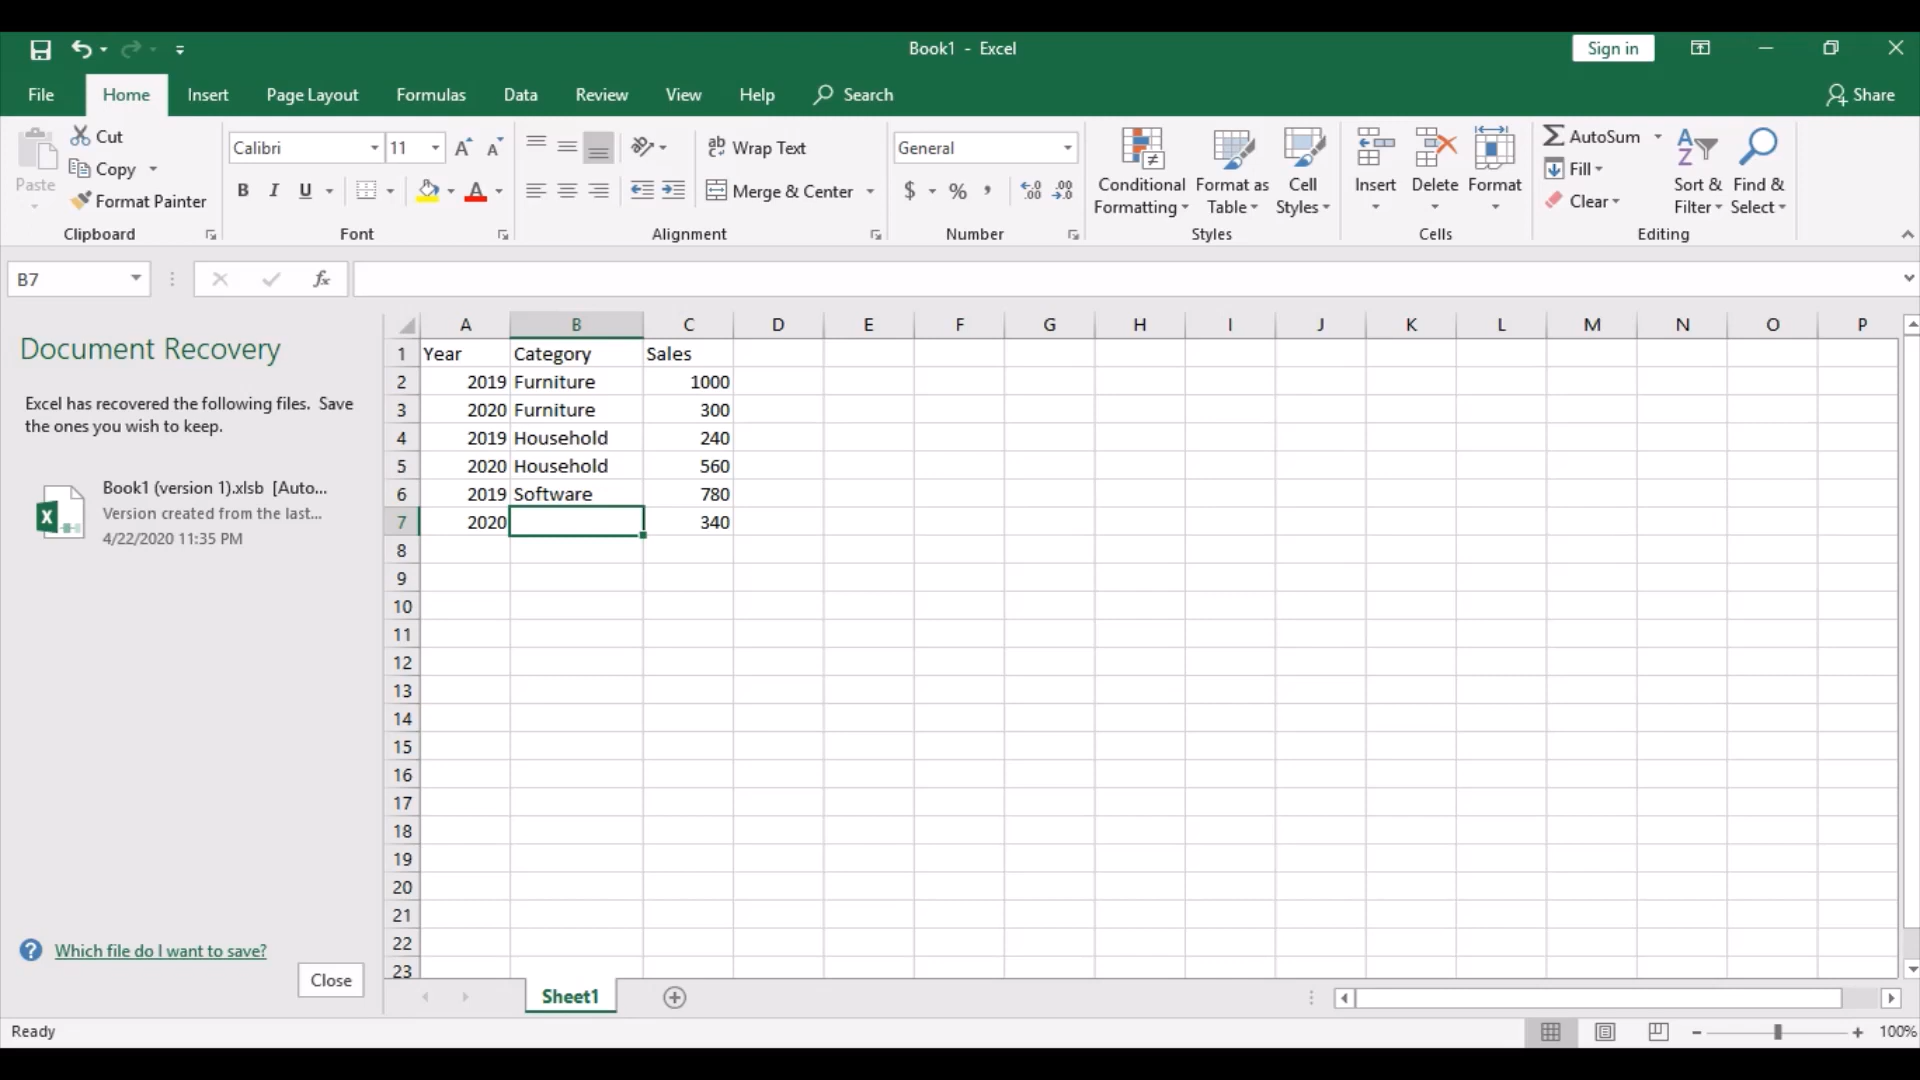 Book1 - Excel
Sign in
File Home Insert Page Layout Formulas Data Review View Help Search Share
Paste
Cut
Copy
Format Painter
Clipboard
Calibri 11
B I U A
Font
Wrap Text
Merge & Center
Alignment
General
$ % ,
Number
Conditional Formatting
Format as Table
Cell Styles
Styles
Insert Delete Format
Cells
AutoSum
Fill
Clear
Sort & Filter
Find & Select
Editing
B7 fx
Document Recovery
Excel has recovered the following files. Save
the ones you wish to keep.
Book1 (version 1).xlsb [Auto...
Version created from the last...
4/22/2020 11:35 PM
Which file do I want to save?
Close
A B C D E F G H I J K L M N O P
1 Year Category Sales
2 2019 Furniture 1000
3 2020 Furniture 300
4 2019 Household 240
5 2020 Household 560
6 2019 Software 780
7 2020 340
8
9
10
11
12
13
14
15
16
17
18
19
20
21
22
23
Sheet1
Ready
100%